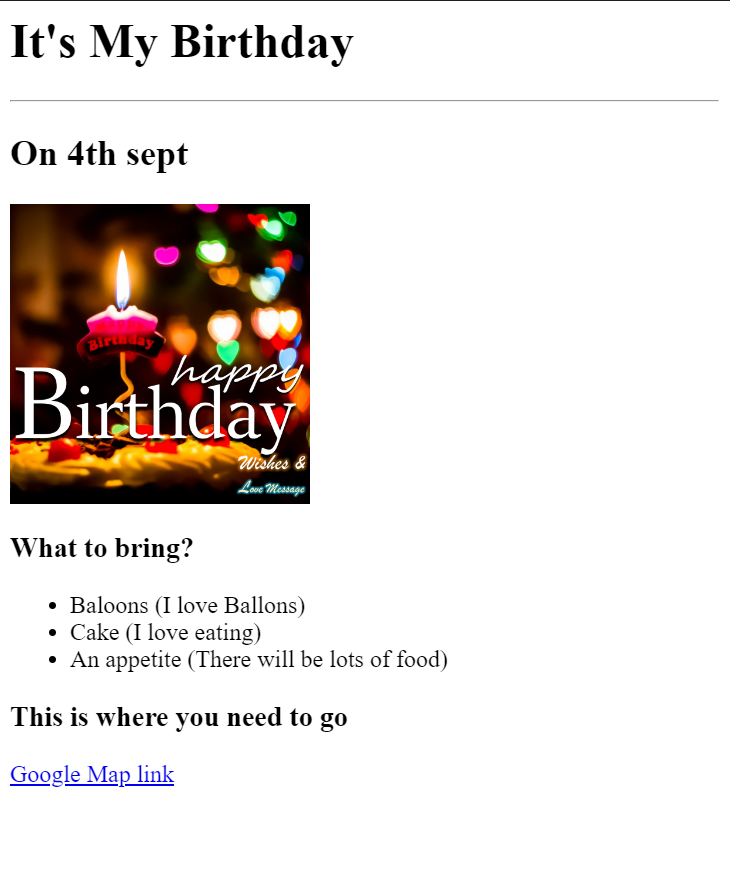 It's My Birthday
On 4th sept
Birthday
happy
Birthday
Wishes &
Love Message
What to bring?
Baloons (I love Ballons)
Cake (I love eating)
An appetite (There will be lots of food)
This is where you need to go
Google Map link